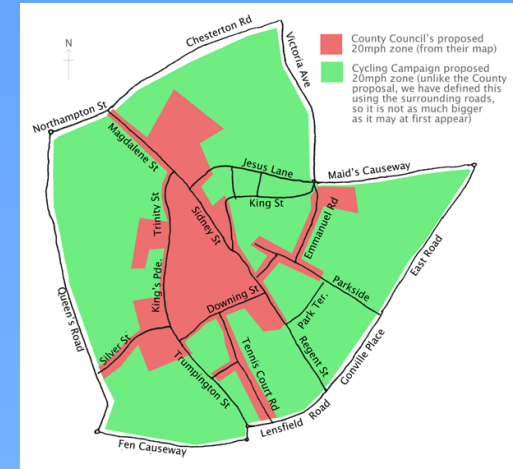 Chesterton Rd
Victoria Ave
County Council's proposed
20mph zone (from their map)
Cycling Campaign proposed
20mph zone (unlike the County
proposal, we have defined this
using the surrounding roads,
so it is not as much bigger
as it may at first appear)
N
Northampton St
Magdalene St
Jesus Lane
Maid's Causeway
King St
Trinity St
Sidney St
Emmanuel Rd
East Road
King's Pde.
Queen's Road
Downing St
Parkside
Park Ter.
Silver St
Trumpington St
Tennis Court Rd
Regent St
Gonville Place
Lensfield Road
Fen Causeway